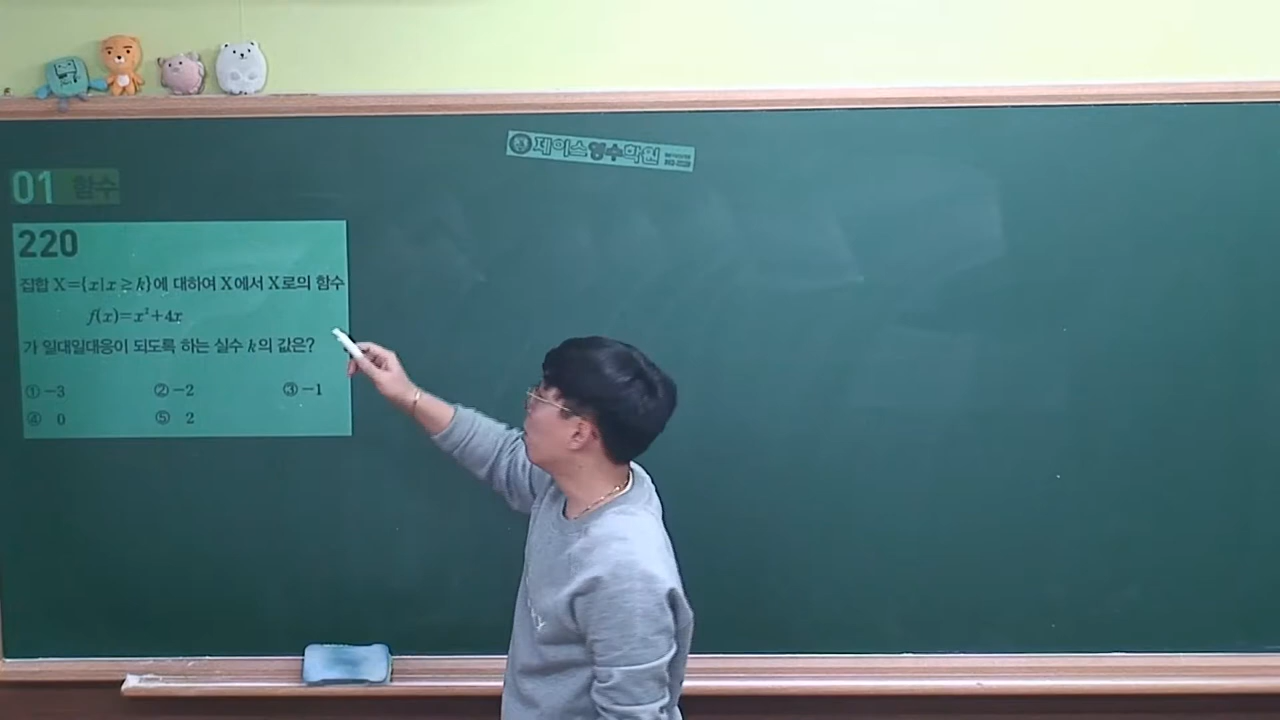 제이스영수학원
01 함수
220
집합 X={x|x≥k}에 대하여 X에서 X로의 함수
f(x)=x²+4x
가 일대일대응이 되도록 하는 실수 k의 값은?
① -3 ② -2 ③ -1
④ 0 ⑤ 2